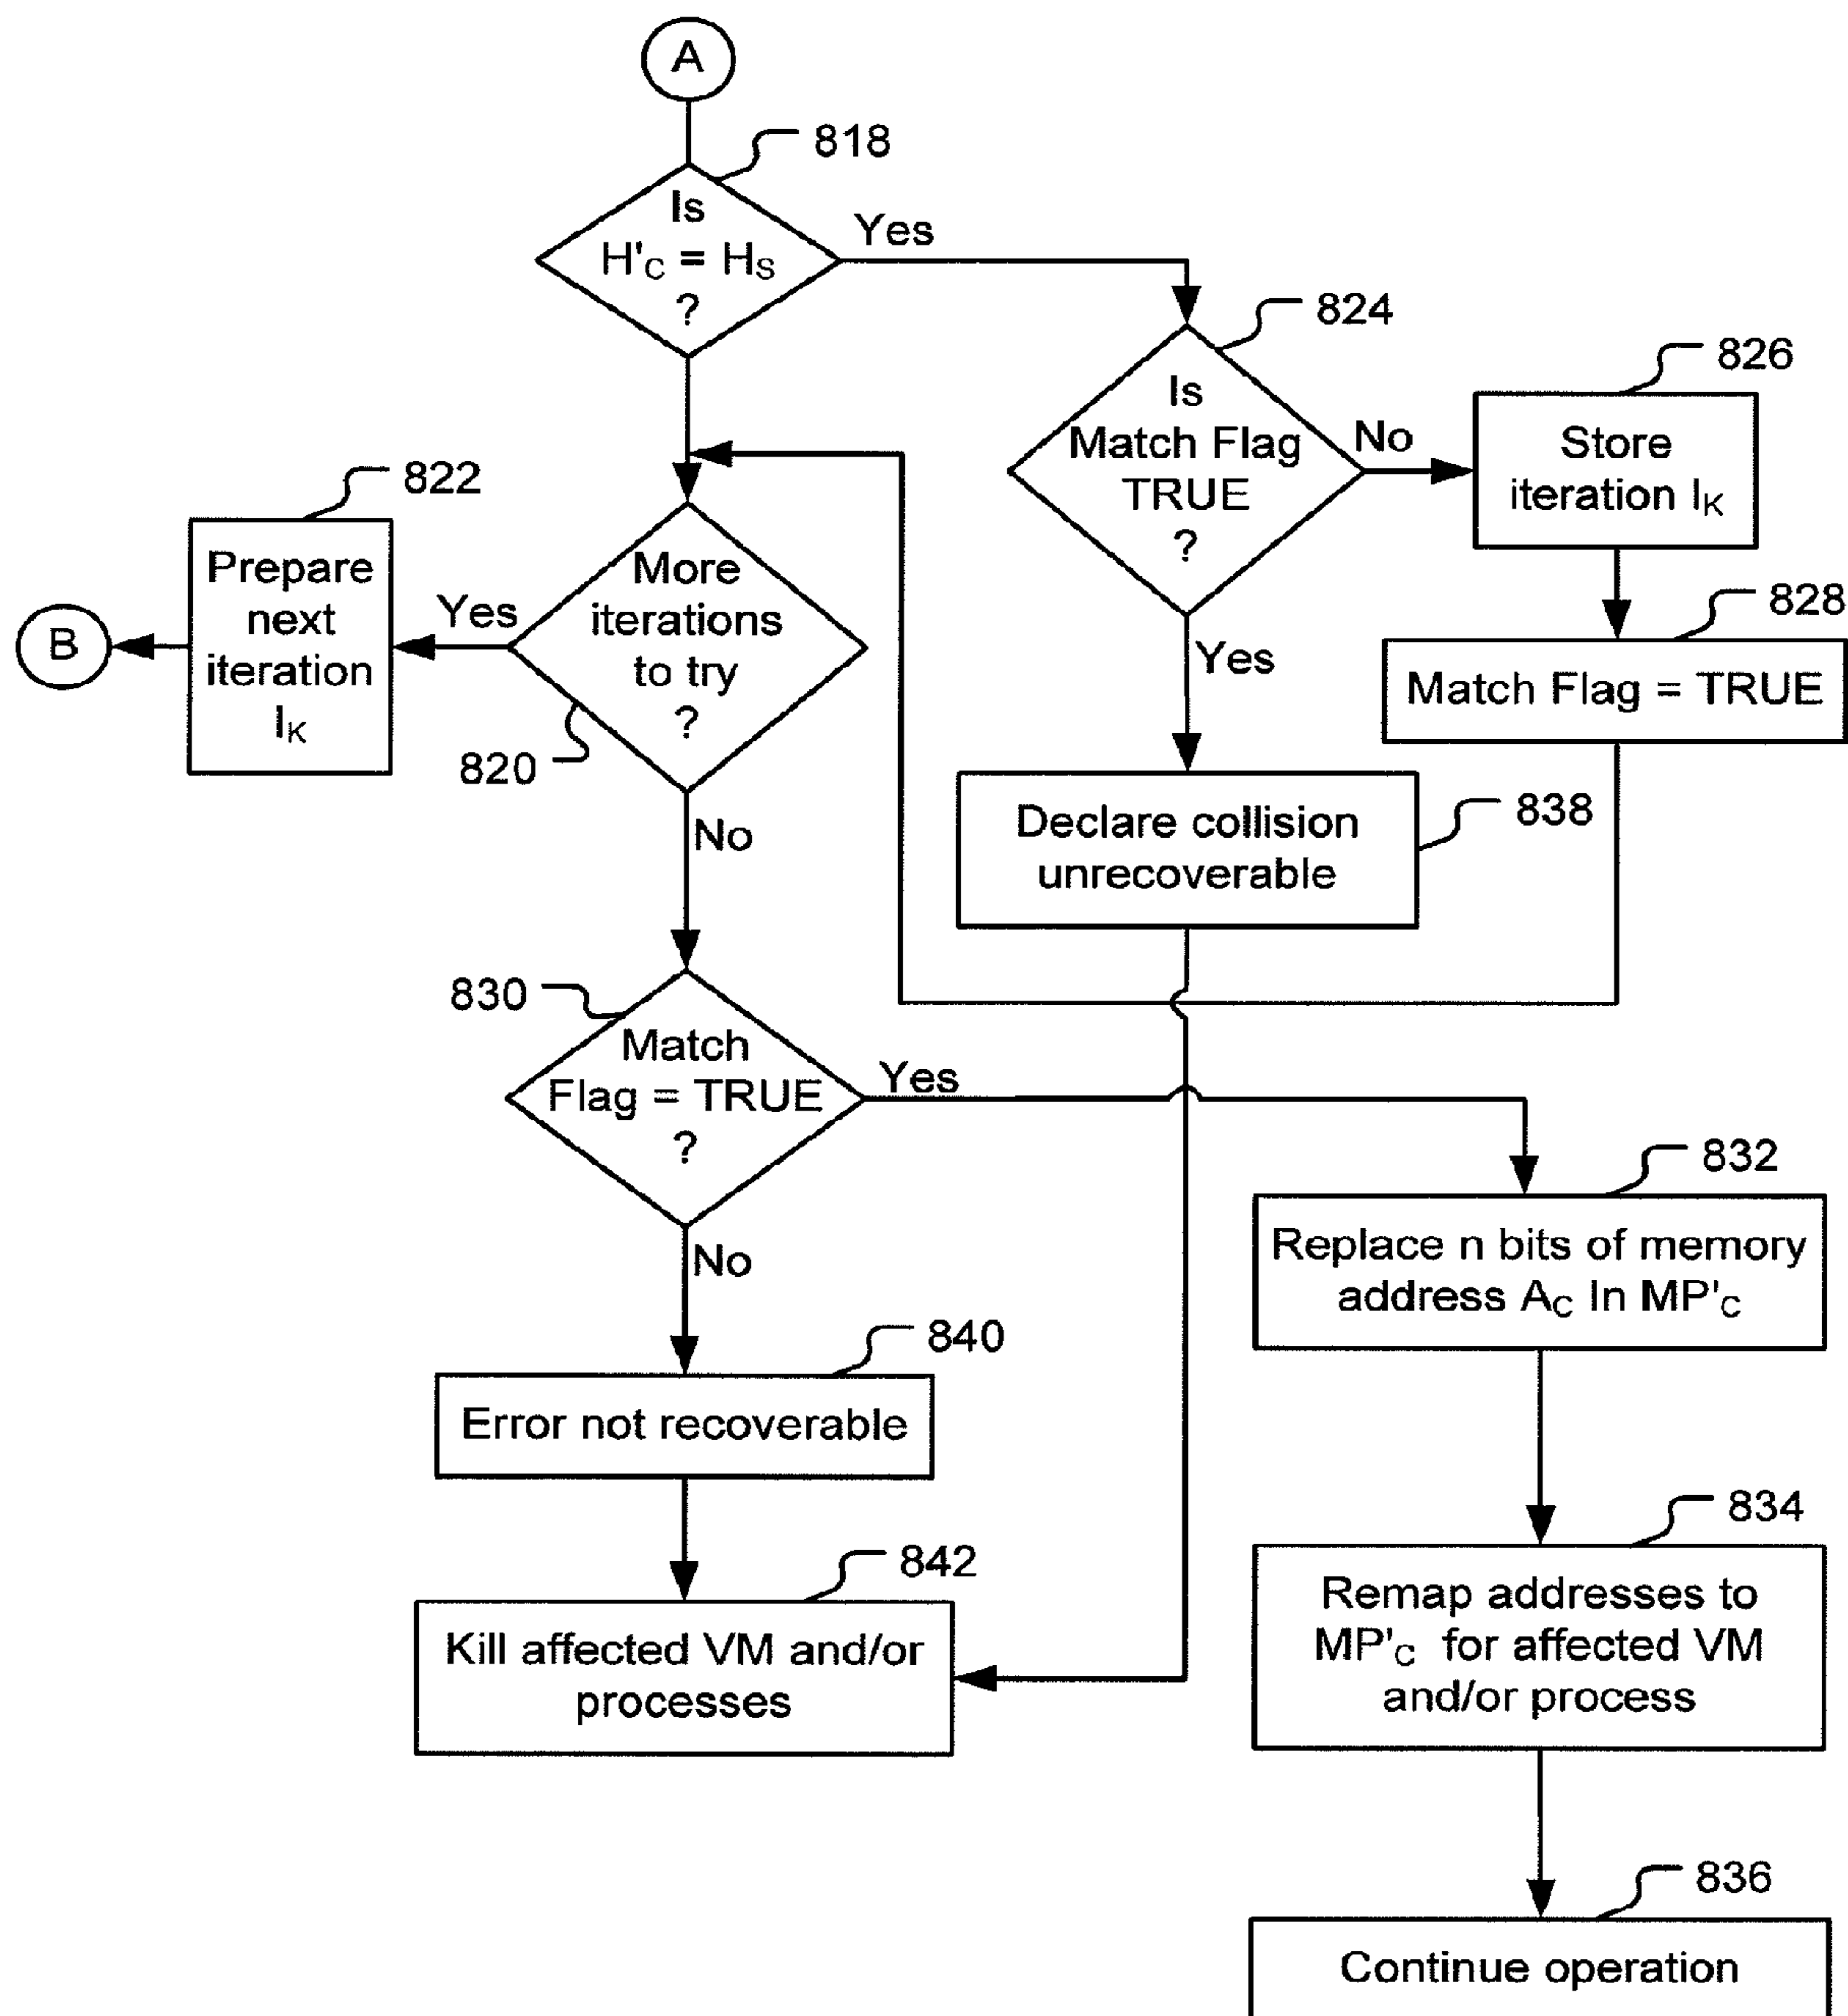 A
818
Is
H'C = HS
?
Yes
824
Is
Match Flag
TRUE
?
No
826
Store
iteration IK
822
Prepare
next
iteration
IK
B
Yes
More
iterations
to try
?
820
828
Match Flag = TRUE
Yes
No
838
Declare collision
unrecoverable
830
Match
Flag = TRUE
?
Yes
832
Replace n bits of memory
address AC In MP'C
No
840
Error not recoverable
834
Remap addresses to
MP'C for affected VM
and/or process
842
Kill affected VM and/or
processes
836
Continue operation